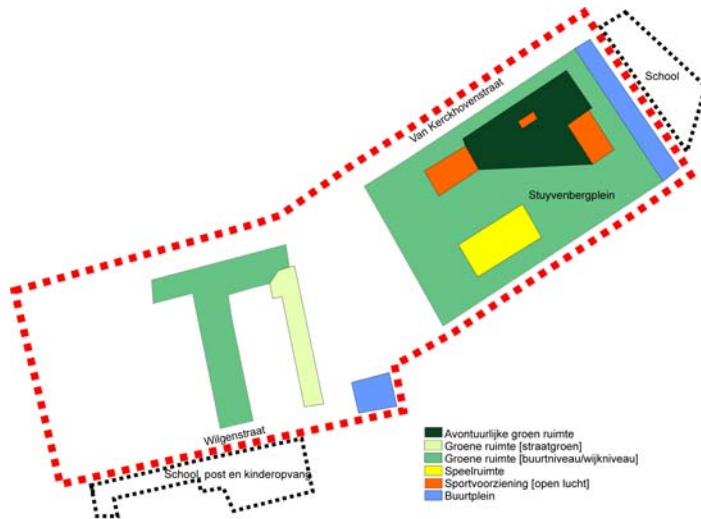 School
Van Kerckhovenstraat
Stuyvenbergplein
Wilgenstraat
School, post en kinderopvang
Avontuurlijke groen ruimte
Groene ruimte [straatgroen]
Groene ruimte [buurtniveau/wijkniveau]
Speelruimte
Sportvoorziening [open lucht]
Buurtplein